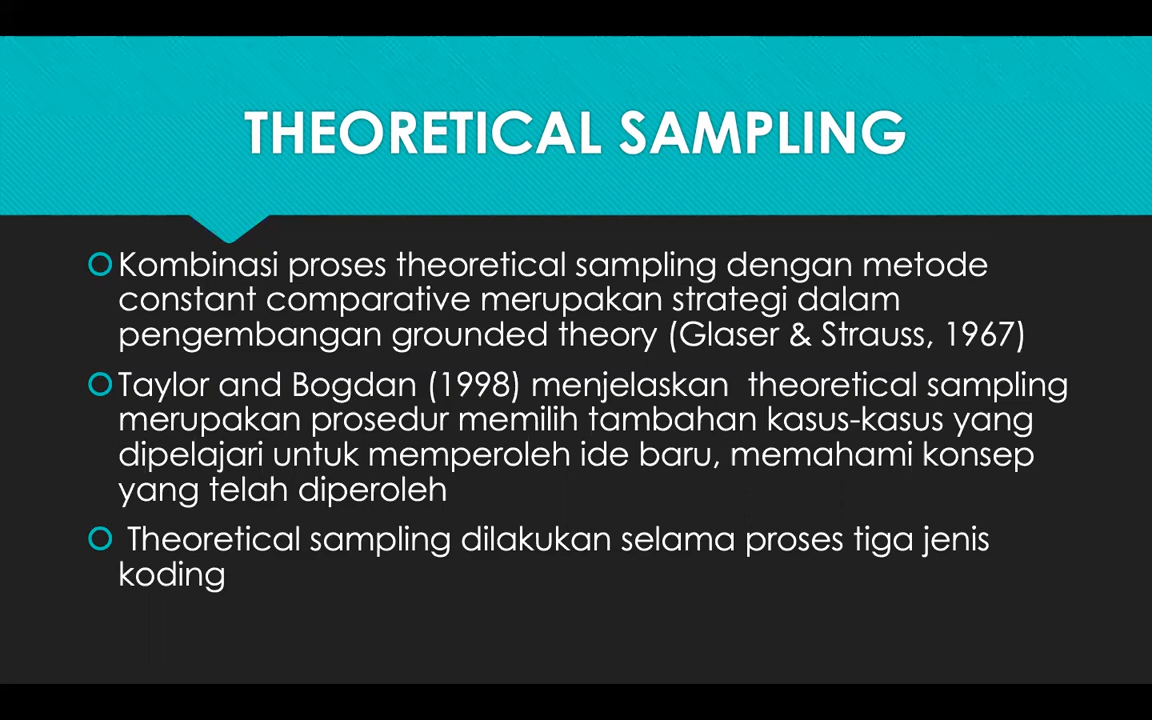 THEORETICAL SAMPLING
Kombinasi proses theoretical sampling dengan metode
constant comparative merupakan strategi dalam
pengembangan grounded theory (Glaser & Strauss, 1967)
Taylor and Bogdan (1998) menjelaskan  theoretical sampling
merupakan prosedur memilih tambahan kasus-kasus yang
dipelajari untuk memperoleh ide baru, memahami konsep
yang telah diperoleh
Theoretical sampling dilakukan selama proses tiga jenis
koding